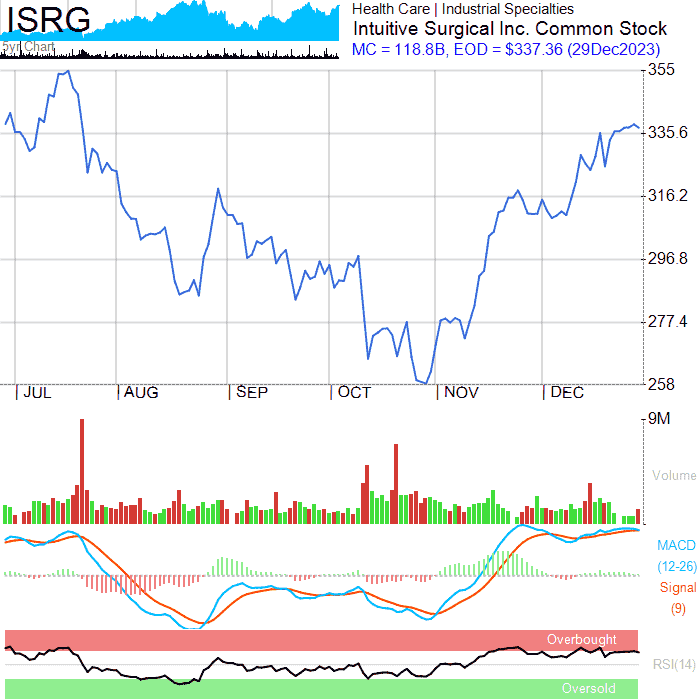 ISRG
5yr Chart
Health Care | Industrial Specialties
Intuitive Surgical Inc. Common Stock
MC = 118.8B, EOD = $337.36 (29Dec2023)
355
335.6
316.2
296.8
277.4
258
JUL
AUG
SEP
OCT
NOV
DEC
9M
Volume
MACD
(12-26)
Signal
(9)
Overbought
RSI(14)
Oversold